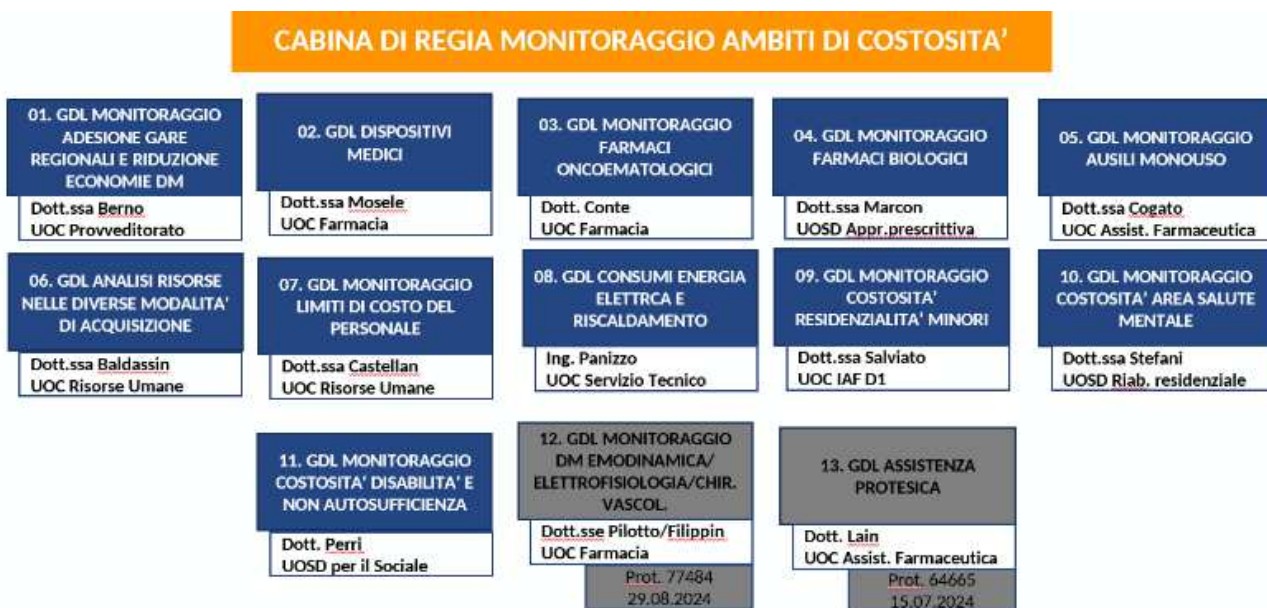 CABINA DI REGIA MONITORAGGIO AMBITI DI COSTOSITA'
01. GDL MONITORAGGIO
ADESIONE GARE
REGIONALI E RIDUZIONE
ECONOMIE DM
Dott.ssa Berno
UOC Provveditorato
02. GDL DISPOSITIVI
MEDICI
Dott.ssa Mosele
UOC Farmacia
03. GDL MONITORAGGIO
FARMACI
ONCOEMATOLOGICI
Dott. Conte
UOC Farmacia
04. GDL MONITORAGGIO
FARMACI BIOLOGICI
Dott.ssa Marcon
UOSD Appr.prescrittiva
05. GDL MONITORAGGIO
AUSILI MONOUSO
Dott.ssa Cogato
UOC Assist. Farmaceutica
06. GDL ANALISI RISORSE
NELLE DIVERSE MODALITA'
DI ACQUISIZIONE
Dott.ssa Baldassin
UOC Risorse Umane
07. GDL MONITORAGGIO
LIMITI DI COSTO DEL
PERSONALE
Dott.ssa Castellan
UOC Risorse Umane
08. GDL CONSUMI ENERGIA
ELETTRCA E
RISCALDAMENTO
Ing. Panizzo
UOC Servizio Tecnico
09. GDL MONITORAGGIO
COSTOSITA'
RESIDENZIALITA' MINORI
Dott.ssa Salviato
UOC IAF D1
10. GDL MONITORAGGIO
COSTOSITA' AREA SALUTE
MENTALE
Dott.ssa Stefani
UOSD Riab. residenziale
11. GDL MONITORAGGIO
COSTOSITA' DISABILITA' E
NON AUTOSUFFICIENZA
Dott. Perri
UOSD per il Sociale
12. GDL MONITORAGGIO
DM EMODINAMICA/
ELETTROFISIOLOGIA/CHIR.
VASCOL.
Dott.sse Pilotto/Filippin
UOC Farmacia
Prot. 77484
29.08.2024
13. GDL ASSISTENZA
PROTESICA
Dott. Lain
UOC Assist. Farmaceutica
Prot. 64665
15.07.2024